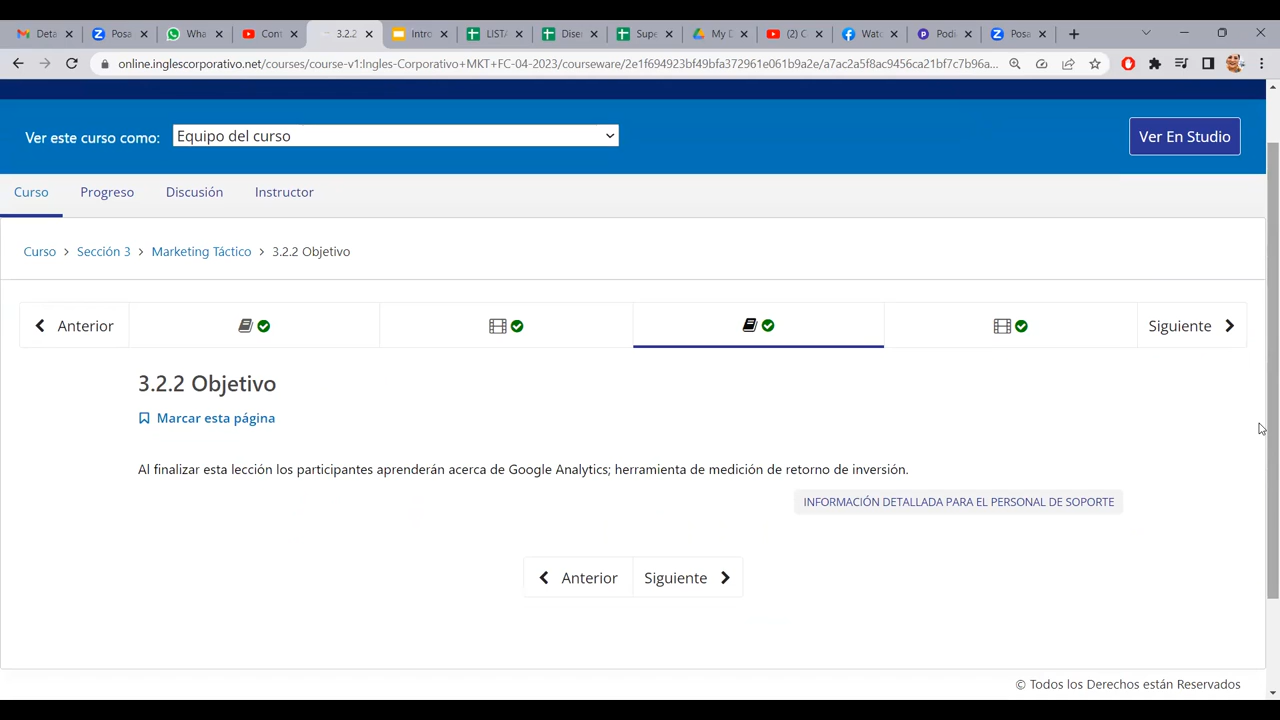 Deta
Posa
Wha
Con
3.2.2
Intro
LISTA
Dise
Supe
My D
(2) C
Watc
Podi
Posa
online.inglescorporativo.net/courses/course-v1:Ingles-Corporativo+MKT+FC-04-2023/courseware/2e1f694923bf49bfa372961e061b9a2e/a7ac2a5f8ac9456ca21bf7c7b96a...
Ver este curso como: Equipo del curso
Ver En Studio
Curso Progreso Discusión Instructor
Curso > Sección 3 > Marketing Táctico > 3.2.2 Objetivo
Anterior
Siguiente
3.2.2 Objetivo
Marcar esta página
Al finalizar esta lección los participantes aprenderán acerca de Google Analytics; herramienta de medición de retorno de inversión.
INFORMACIÓN DETALLADA PARA EL PERSONAL DE SOPORTE
Anterior Siguiente
© Todos los Derechos están Reservados